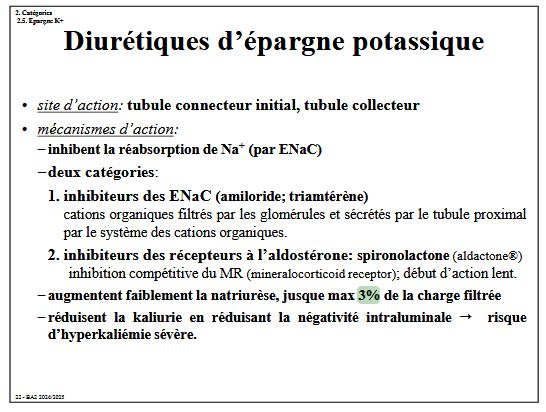 2. Catégories
2.5. Epargne K+
Diurétiques d’épargne potassique
• site d’action: tubule connecteur initial, tubule collecteur
• mécanismes d’action:
– inhibent la réabsorption de Na⁺ (par ENaC)
– deux catégories:
1. inhibiteurs des ENaC (amiloride; triamtérène)
cations organiques filtrés par les glomérules et sécrétés par le tubule proximal
par le système des cations organiques.
2. inhibiteurs des récepteurs à l’aldostérone: spironolactone (aldactone®)
inhibition compétitive du MR (mineralocorticoid receptor); début d’action lent.
– augmentent faiblement la natriurèse, jusque max 3% de la charge filtrée
– réduisent la kaliurie en réduisant la négativité intraluminale → risque
d’hyperkaliémie sévère.
22 - BA2 2024/2025